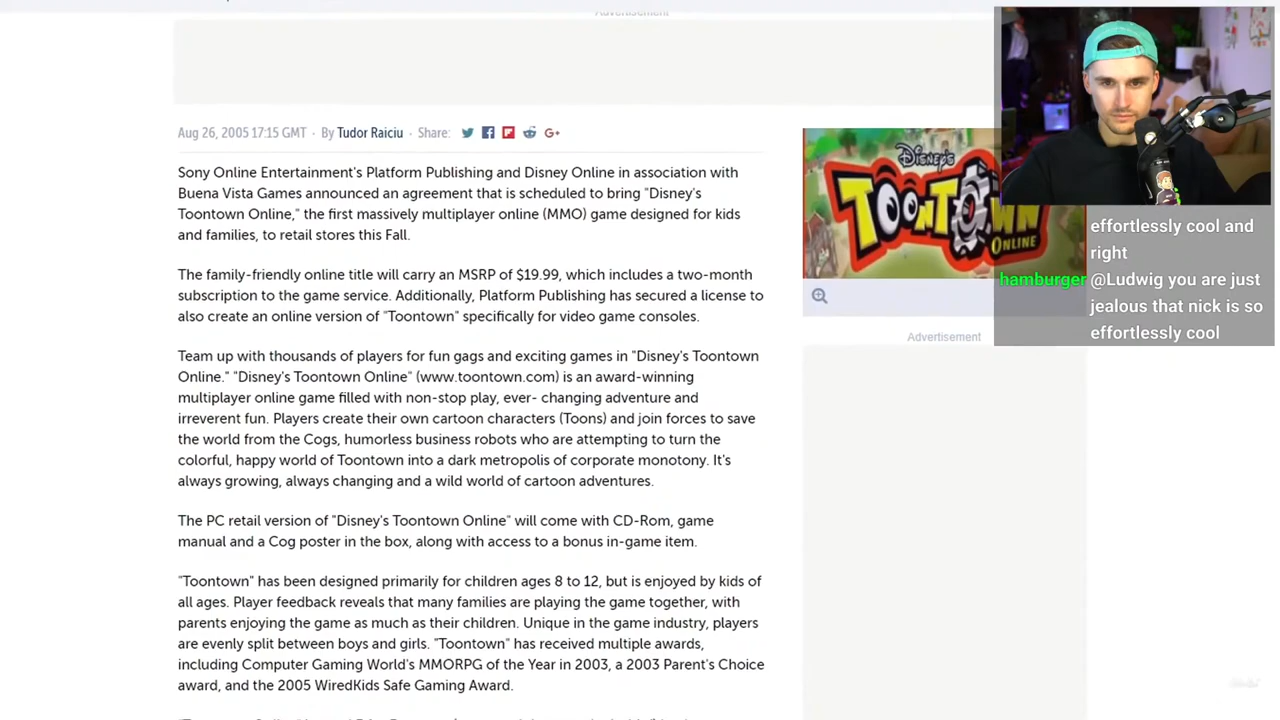 Advertisement
Aug 26, 2005 17:15 GMT · By Tudor Raiciu · Share:
Sony Online Entertainment's Platform Publishing and Disney Online in association with
Buena Vista Games announced an agreement that is scheduled to bring "Disney's
Toontown Online," the first massively multiplayer online (MMO) game designed for kids
and families, to retail stores this Fall.
The family-friendly online title will carry an MSRP of $19.99, which includes a two-month
subscription to the game service. Additionally, Platform Publishing has secured a license to
also create an online version of "Toontown" specifically for video game consoles.
Team up with thousands of players for fun gags and exciting games in "Disney's Toontown
Online." "Disney's Toontown Online" (www.toontown.com) is an award-winning
multiplayer online game filled with non-stop play, ever- changing adventure and
irreverent fun. Players create their own cartoon characters (Toons) and join forces to save
the world from the Cogs, humorless business robots who are attempting to turn the
colorful, happy world of Toontown into a dark metropolis of corporate monotony. It's
always growing, always changing and a wild world of cartoon adventures.
The PC retail version of "Disney's Toontown Online" will come with CD-Rom, game
manual and a Cog poster in the box, along with access to a bonus in-game item.
"Toontown" has been designed primarily for children ages 8 to 12, but is enjoyed by kids of
all ages. Player feedback reveals that many families are playing the game together, with
parents enjoying the game as much as their children. Unique in the game industry, players
are evenly split between boys and girls. "Toontown" has received multiple awards,
including Computer Gaming World's MMORPG of the Year in 2003, a 2003 Parent's Choice
award, and the 2005 WiredKids Safe Gaming Award.
Disney's
TOONTOWN
ONLINE
Advertisement
effortlessly cool and
right
hamburger @Ludwig you are just
jealous that nick is so
effortlessly cool